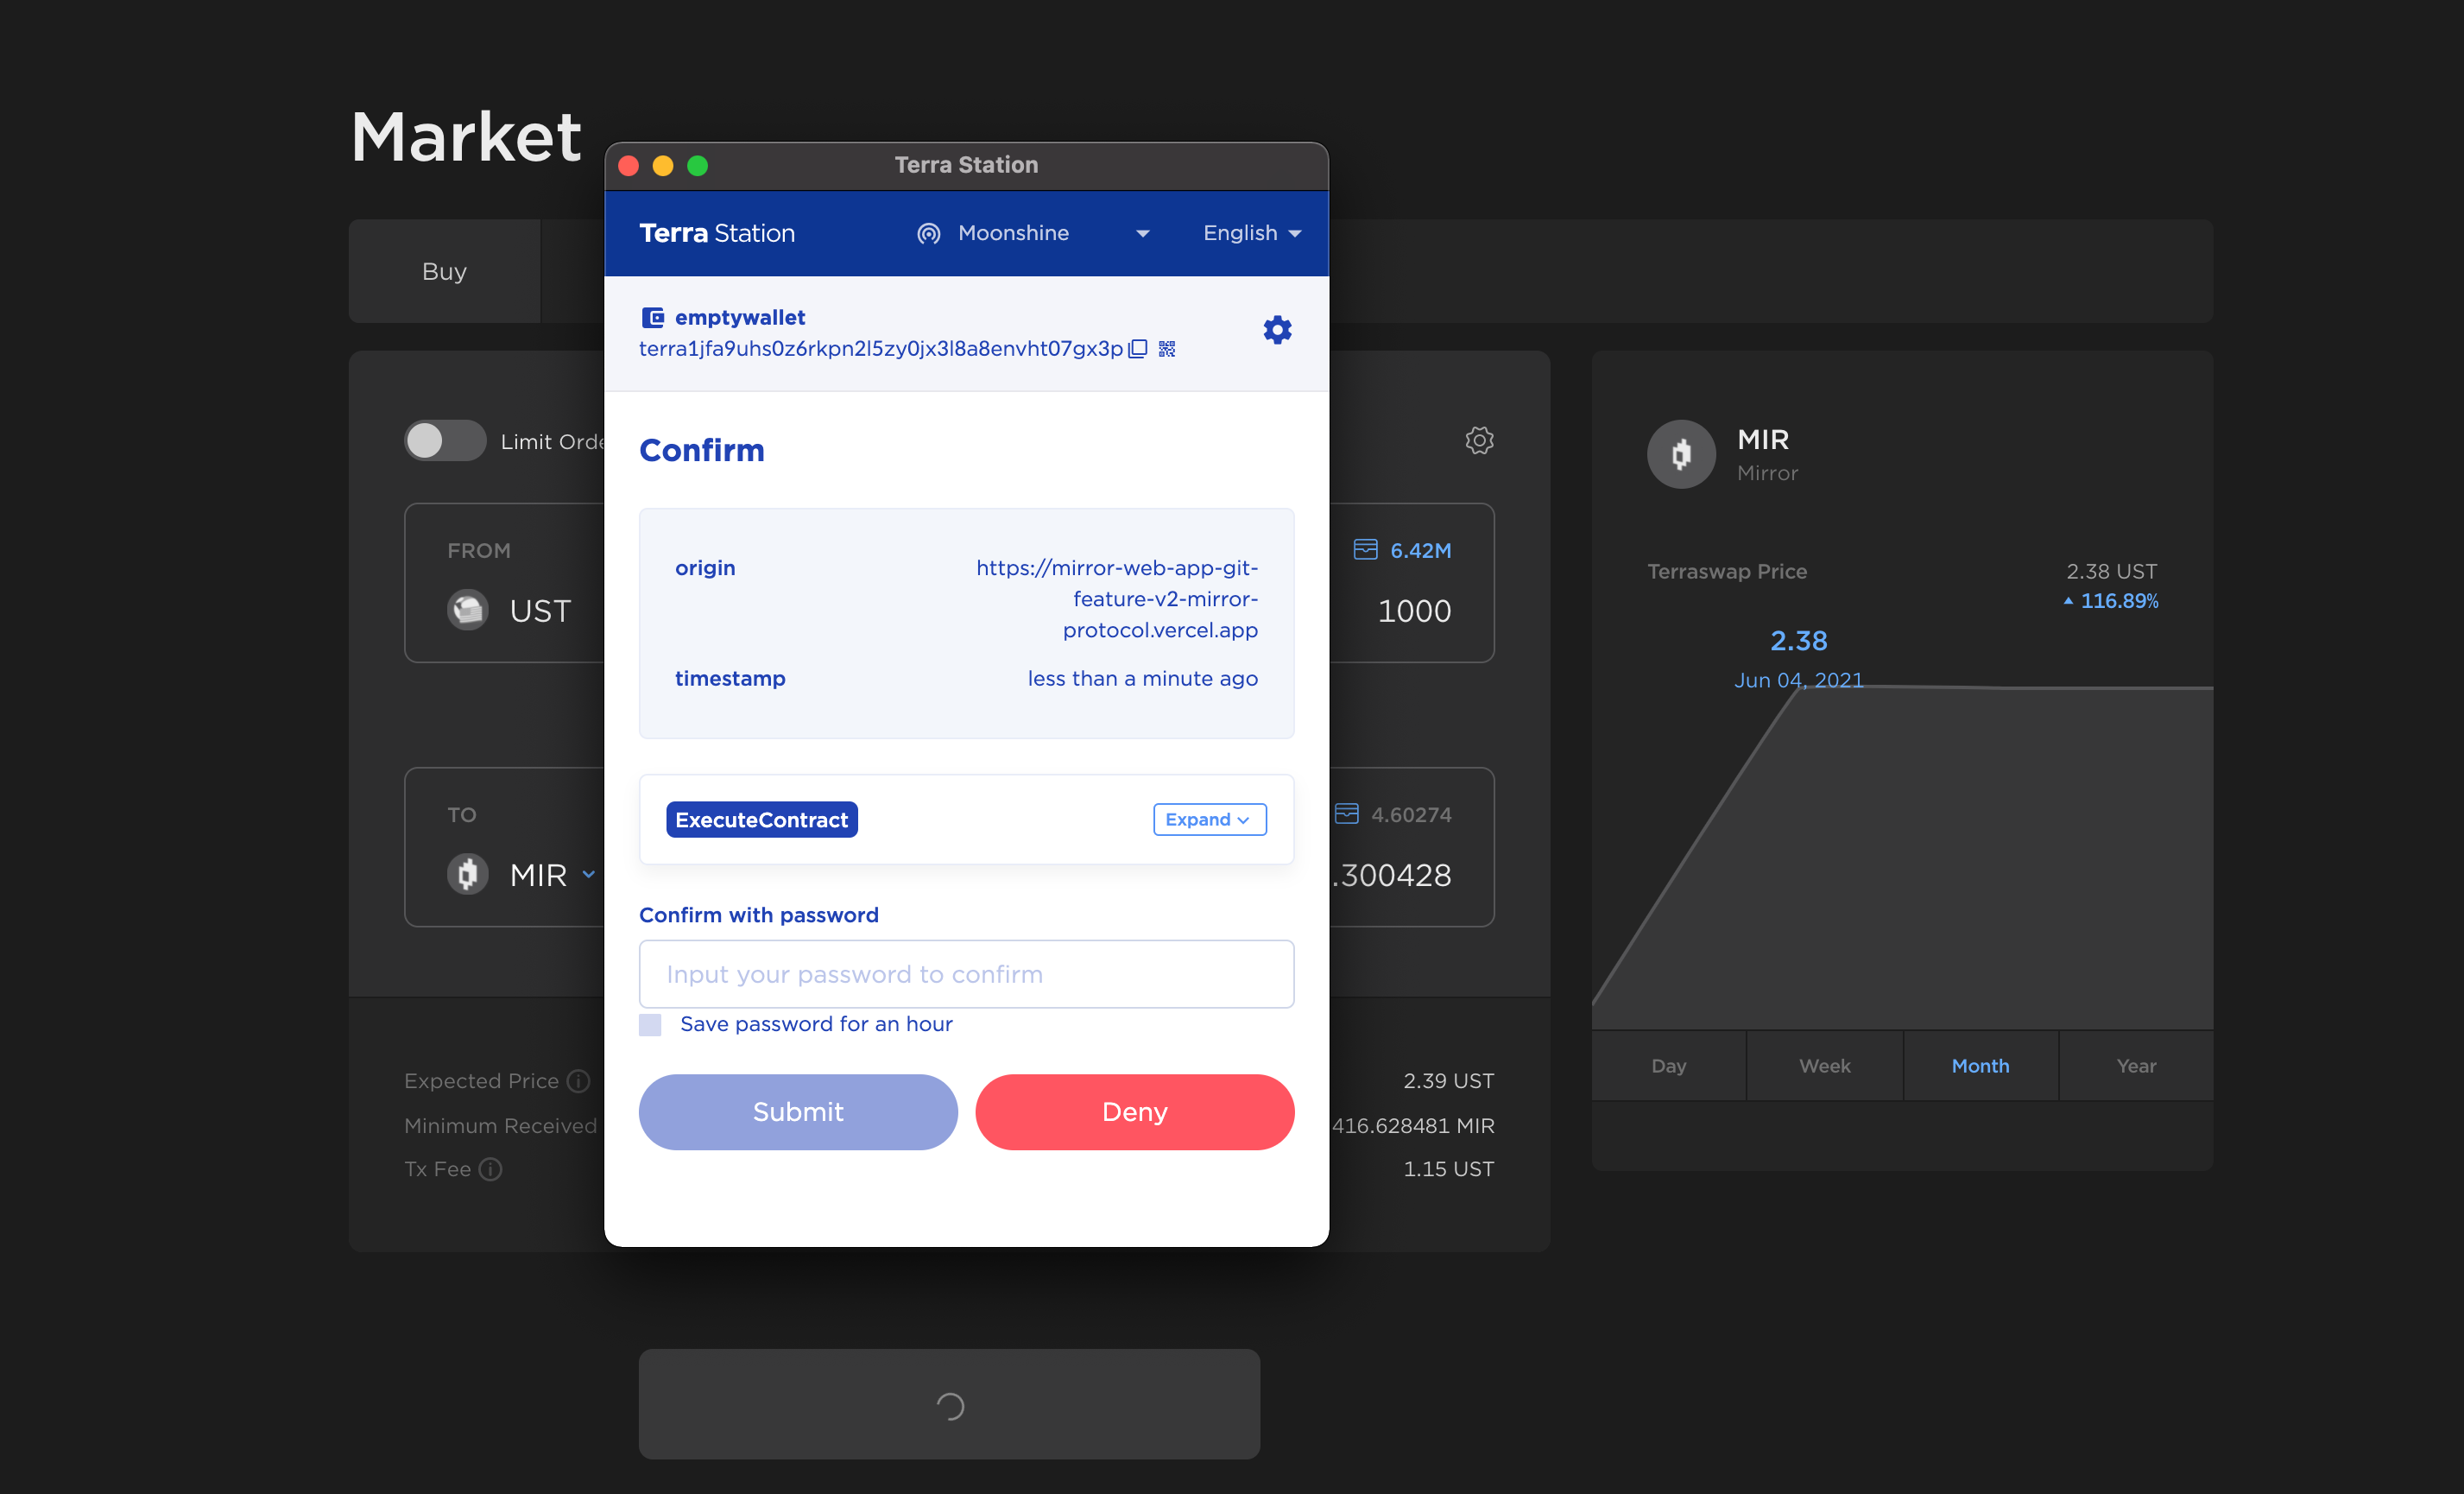 Market
Terra Station
Terra Station
Moonshine
English
Buy
emptywallet
terra1jfa9uhs0z6rkpn2l5zy0jx3l8a8envht07gx3p
Limit Orde
Confirm
MIR
Mirror
FROM
6.42M
UST
1000
origin
https://mirror-web-app-git-
feature-v2-mirror-
protocol.vercel.app
timestamp
less than a minute ago
Terraswap Price
2.38 UST
116.89%
2.38
Jun 04, 2021
TO
4.60274
MIR
.300428
ExecuteContract
Expand
Confirm with password
Input your password to confirm
Save password for an hour
Submit
Deny
Expected Price
2.39 UST
Minimum Received
416.628481 MIR
Tx Fee
1.15 UST
Day
Week
Month
Year